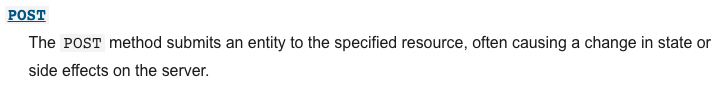 POST
The POST method submits an entity to the specified resource, often causing a change in state or
side effects on the server.